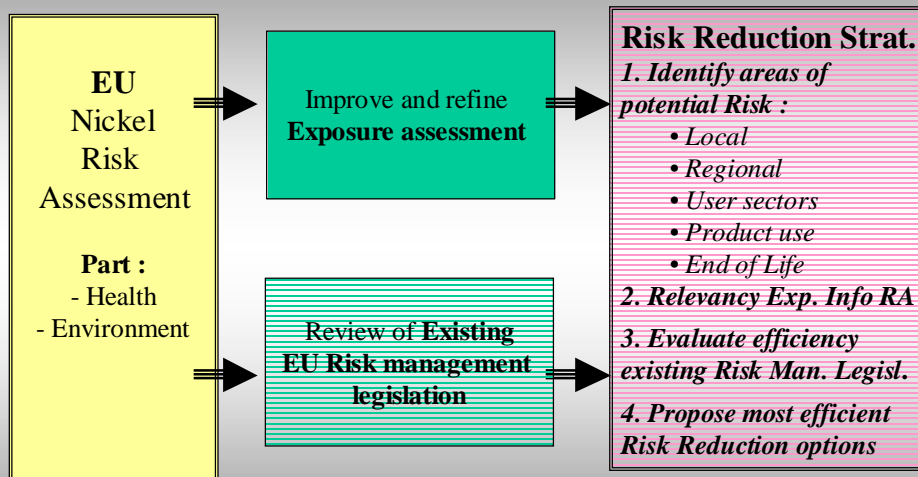 EU
Nickel
Risk
Assessment
Part :
- Health
- Environment
Improve and refine
Exposure assessment
Review of Existing
EU Risk management
legislation
Risk Reduction Strat.
1. Identify areas of
potential Risk :
• Local
• Regional
• User sectors
• Product use
• End of Life
2. Relevancy Exp. Info RA
3. Evaluate efficiency
existing Risk Man. Legisl.
4. Propose most efficient
Risk Reduction options